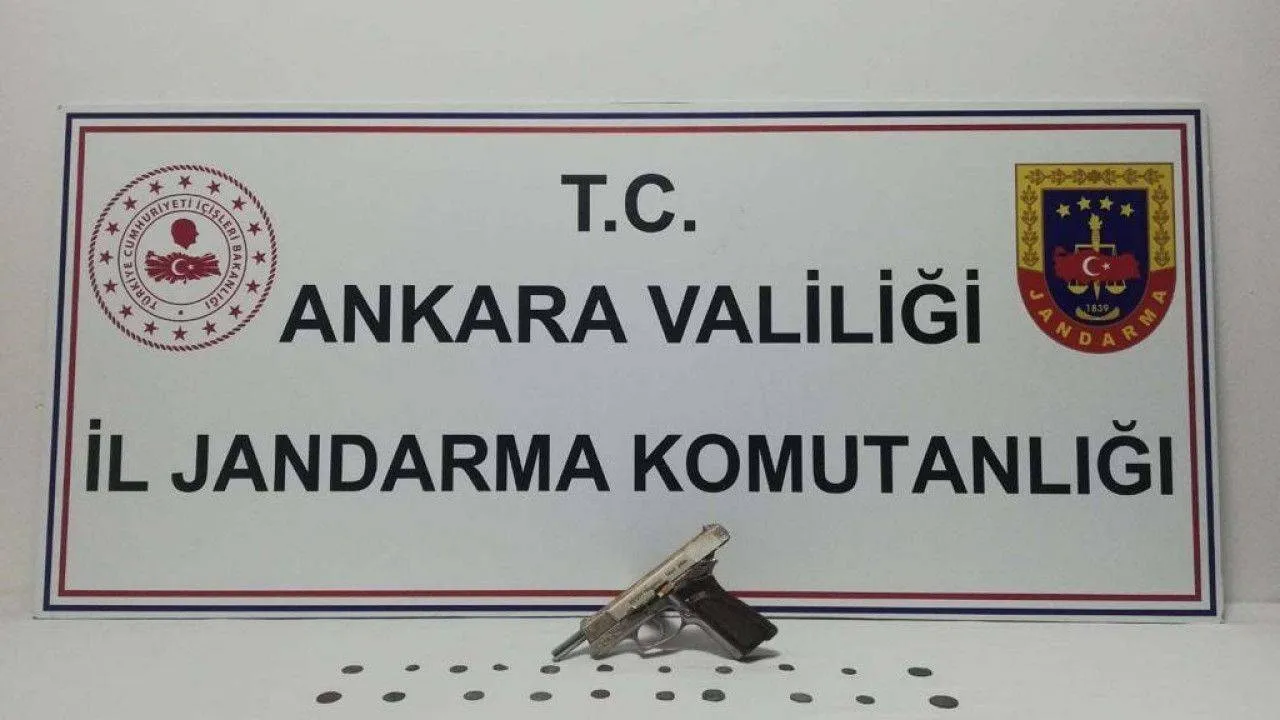 T.C.
ANKARA VALİLİĞİ
İL JANDARMA KOMUTANLIĞI
TÜRKİYE CUMHURİYETİ İÇİŞLERİ BAKANLIĞI
1839
JANDARMA